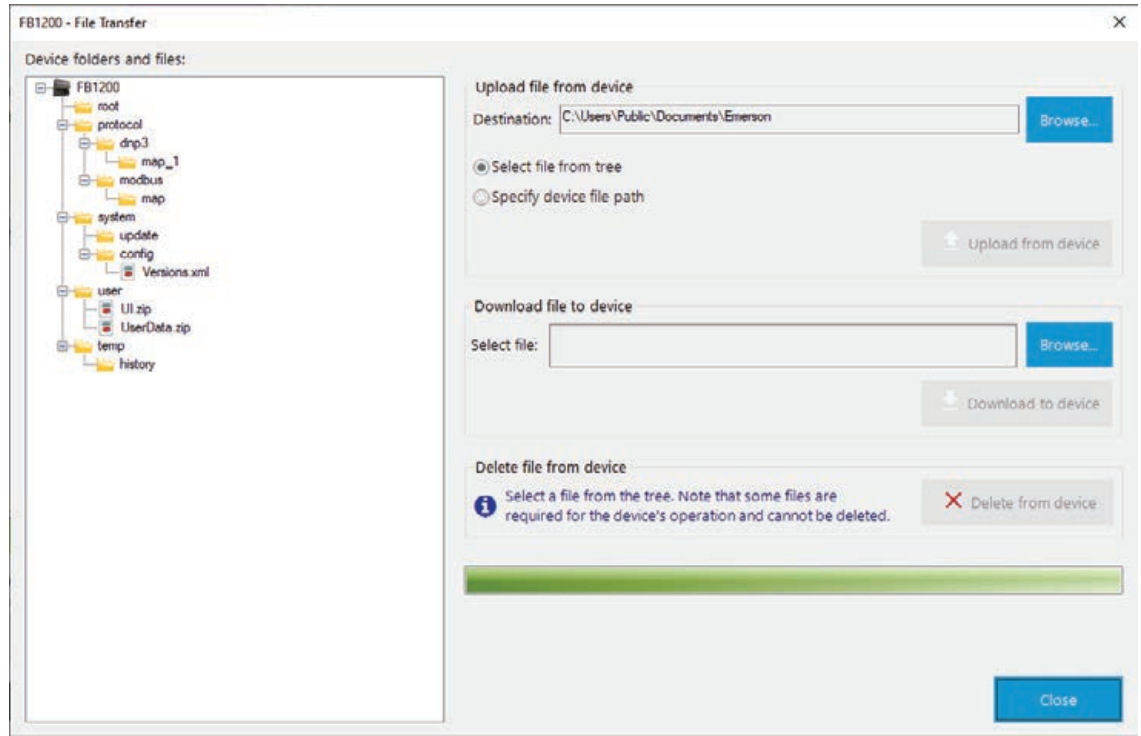 FB1200 - File Transfer
Device folders and files:
FB1200
root
protocol
dnp3
map_1
modbus
map
system
update
config
Versions.xml
user
UI.zip
UserData.zip
temp
history
Upload file from device
Destination: C:\Users\Public\Documents\Emerson
Browse...
Select file from tree
Specify device file path
Upload from device
Download file to device
Select file:
Browse...
Download to device
Delete file from device
Select a file from the tree. Note that some files are
required for the device's operation and cannot be deleted.
Delete from device
Close